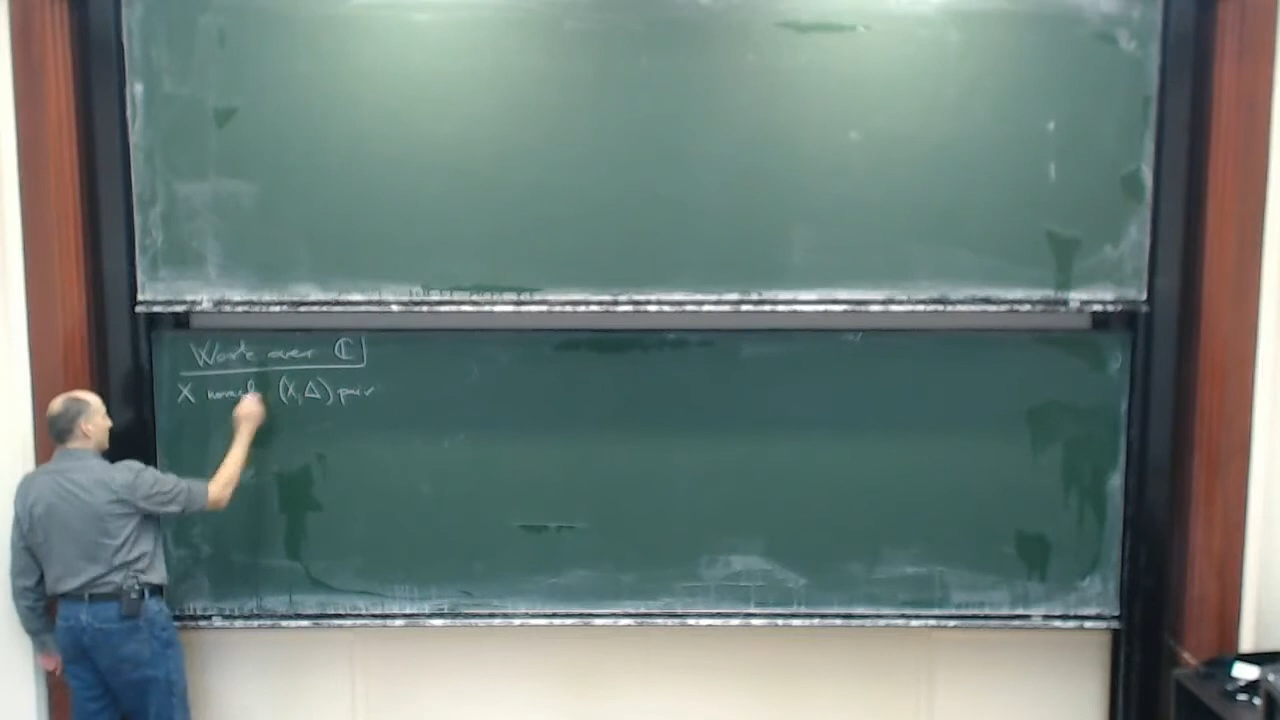 Work over ℂ
X normal, (X, Δ) pair